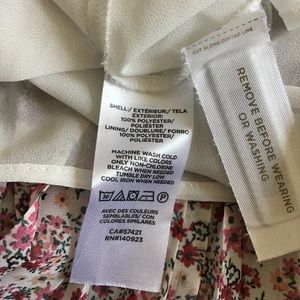 SHELL/ EXTÉRIEUR/ TELA
EXTERIOR:
100% POLYESTER/
POLIÉSTER
LINING/ DOUBLURE/ FORRO
100% POLYESTER/
POLIÉSTER
MACHINE WASH COLD
WITH LIKE COLORS
ONLY NON-CHLORINE
BLEACH WHEN NEEDED
TUMBLE DRY LOW
COOL IRON WHEN NEEDED
AVEC DES COULEURS
SEMBLABLES/ CON
COLORES SIMILARES
CA#57421
RN#140923
CUT ALONG DOTTED LINE
REMOVE BEFORE WEARING
OR WASHING